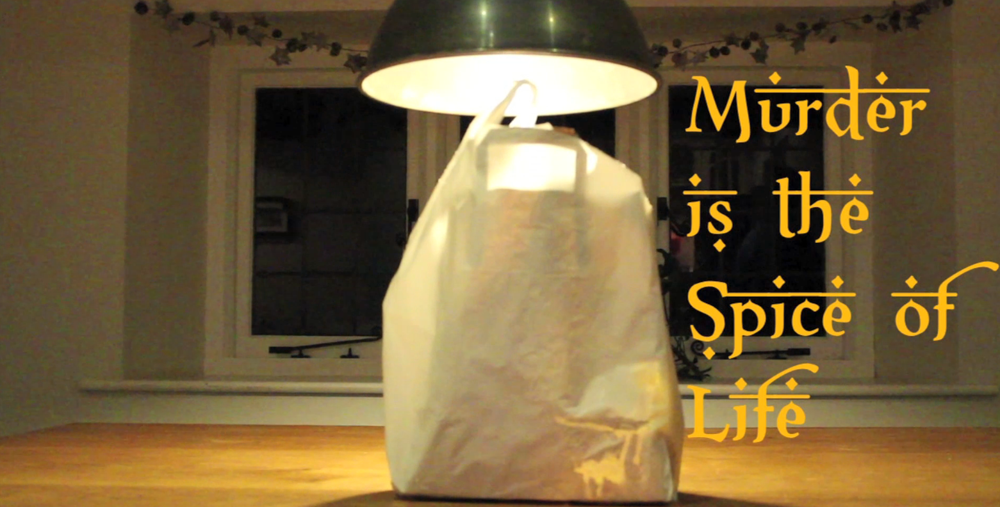 Murder
is the
Spice of
Life